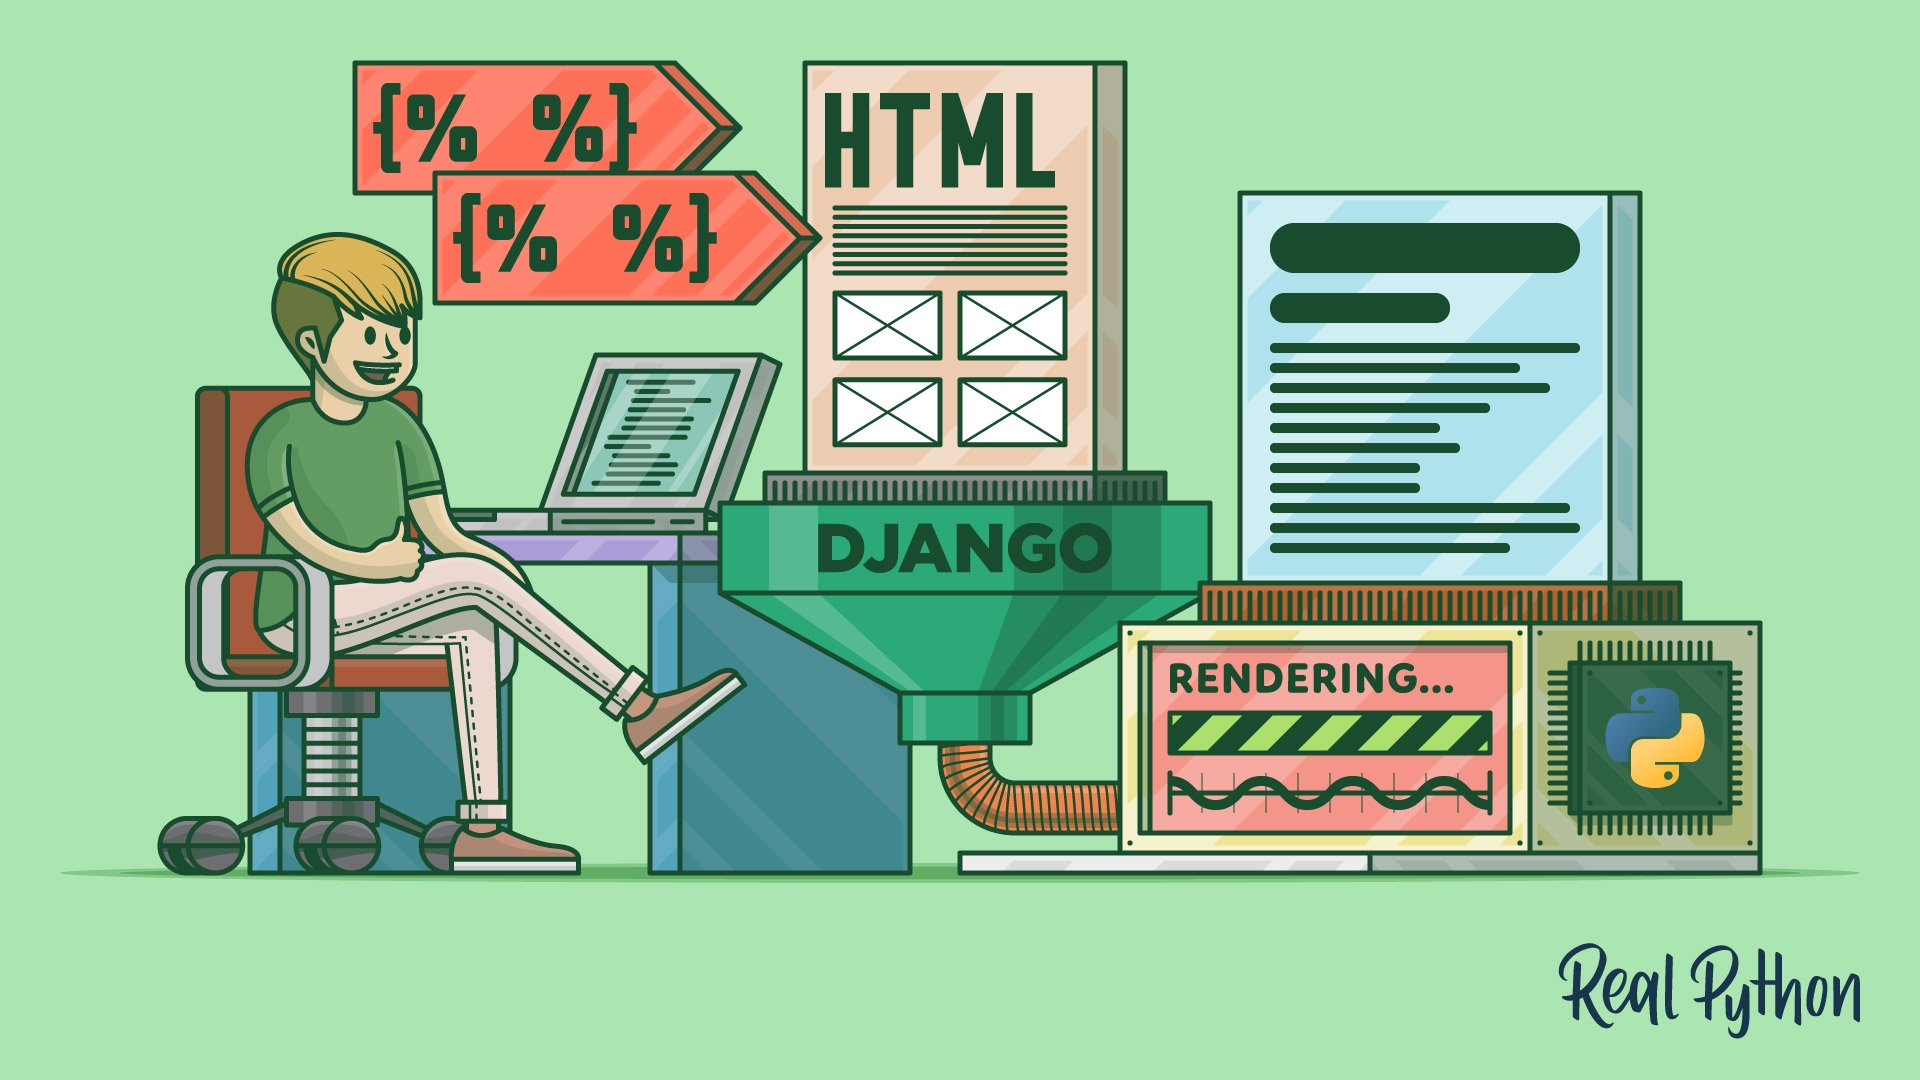 {% %}
{% %}
HTML
DJANGO
RENDERING...
Real Python